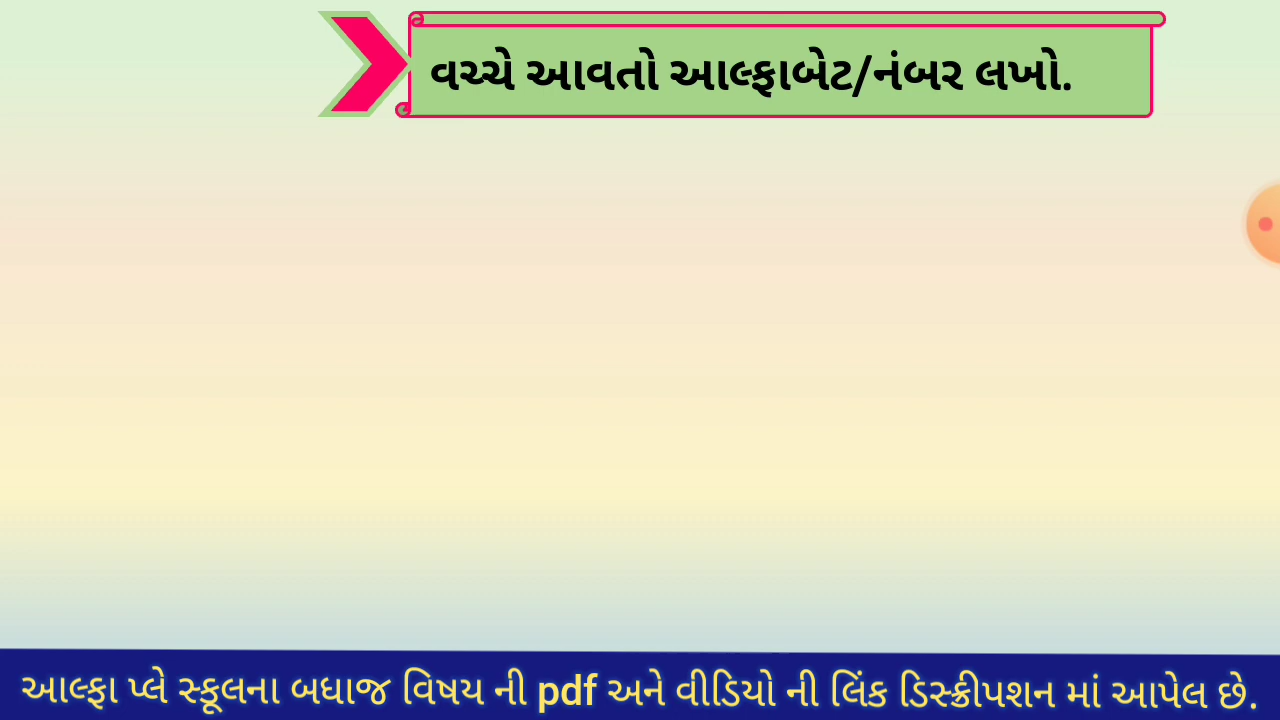 વચ્ચે આવતો આલ્ફાબેટ/નંબર લખો.
આલ્ફા પ્લે સ્કૂલના બધાજ વિષય ની pdf અને વીડિયો ની લિંક ડિસ્ક્રીપશન માં આપેલ છે.